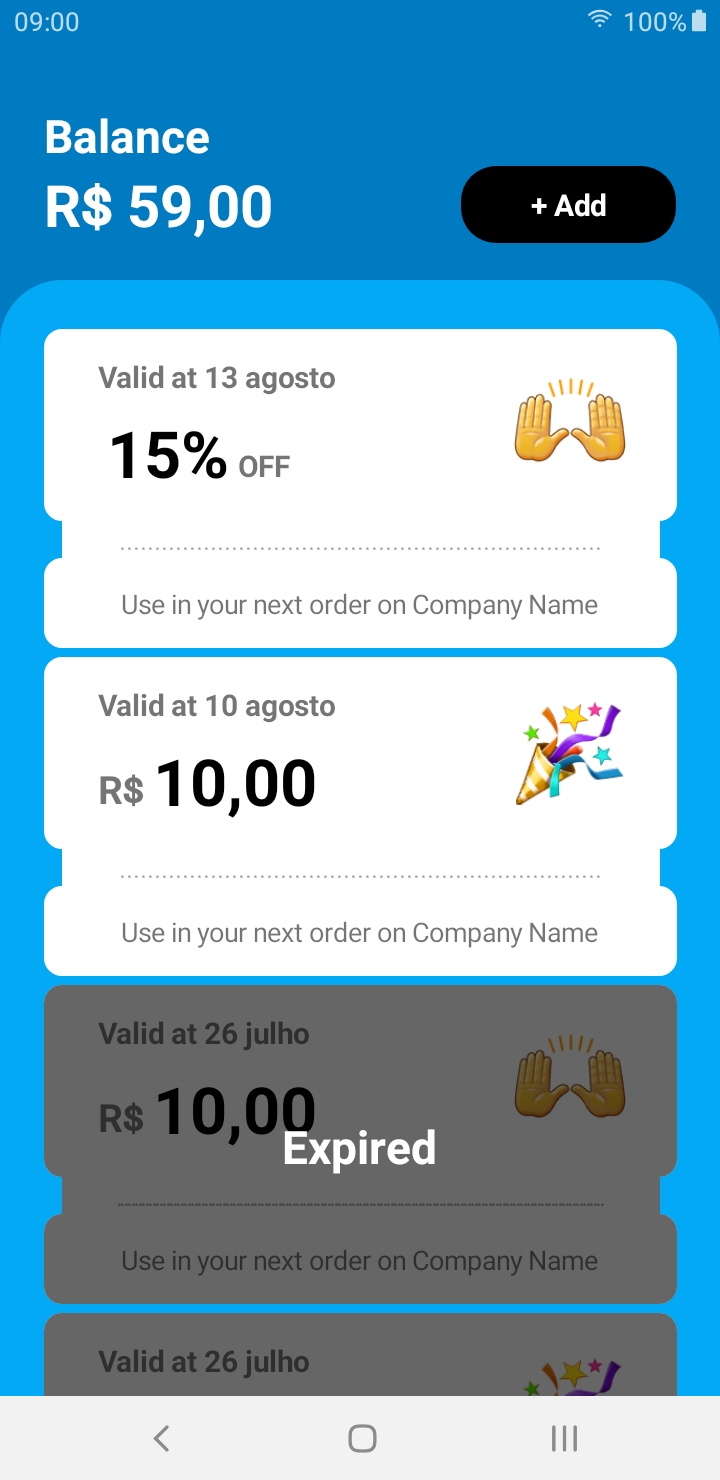 09:00
100%
Balance
R$ 59,00
+ Add
Valid at 13 agosto
15% OFF
Use in your next order on Company Name
Valid at 10 agosto
R$ 10,00
Use in your next order on Company Name
Valid at 26 julho
R$ 10,00
Expired
Use in your next order on Company Name
Valid at 26 julho